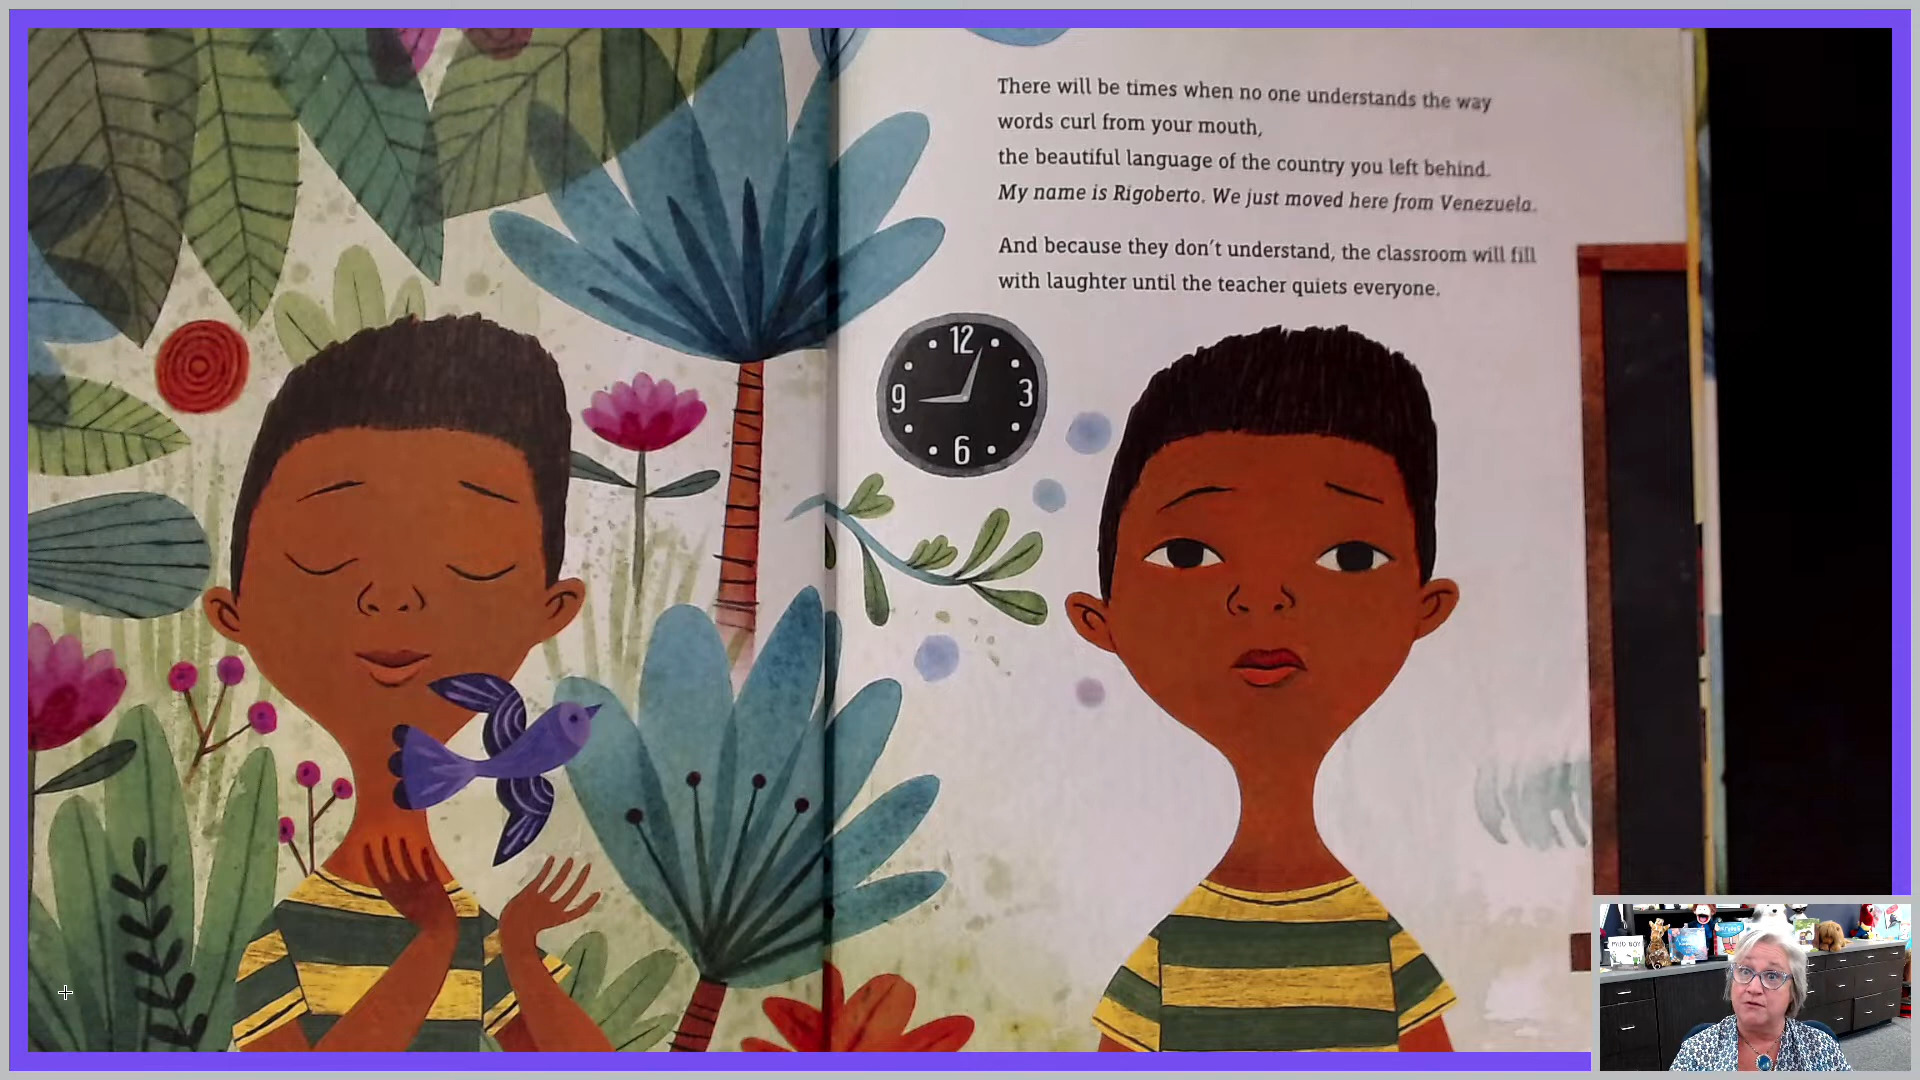 There will be times when no one understands the way
words curl from your mouth,
the beautiful language of the country you left behind.
My name is Rigoberto. We just moved here from Venezuela.
And because they don't understand, the classroom will fill
with laughter until the teacher quiets everyone.
12
9
3
6
MUD BOY